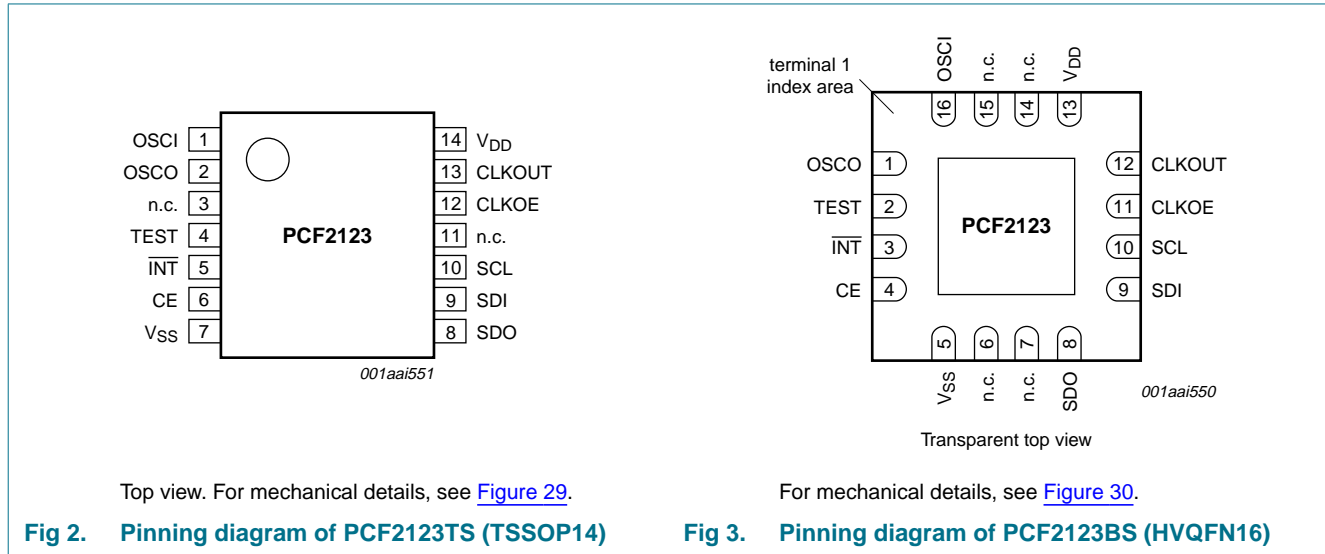 OSCI 1
OSCO 2
n.c. 3
TEST 4
INT 5
CE 6
VSS 7
PCF2123
14 VDD
13 CLKOUT
12 CLKOE
11 n.c.
10 SCL
9 SDI
8 SDO
001aai551
Top view. For mechanical details, see Figure 29.
Fig 2. Pinning diagram of PCF2123TS (TSSOP14)
terminal 1
index area
OSCI
n.c.
n.c.
VDD
16
15
14
13
OSCO 1
TEST 2
INT 3
CE 4
PCF2123
12 CLKOUT
11 CLKOE
10 SCL
9 SDI
5
6
7
8
VSS
n.c.
n.c.
SDO
001aai550
Transparent top view
For mechanical details, see Figure 30.
Fig 3. Pinning diagram of PCF2123BS (HVQFN16)